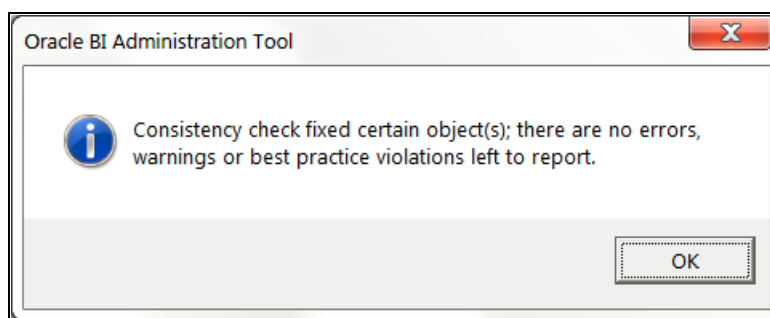 Oracle BI Administration Tool
Consistency check fixed certain object(s); there are no errors,
warnings or best practice violations left to report.
OK